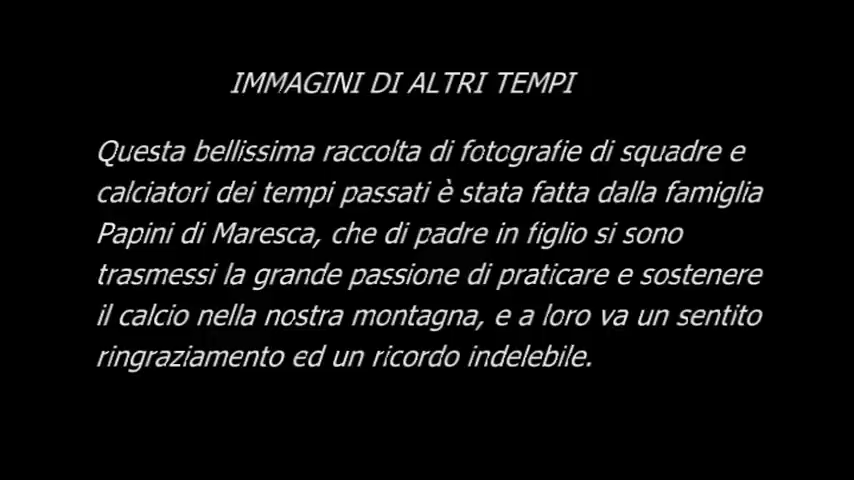 IMMAGINI DI ALTRI TEMPI
Questa bellissima raccolta di fotografie di squadre e
calciatori dei tempi passati è stata fatta dalla famiglia
Papini di Maresca, che di padre in figlio si sono
trasmessi la grande passione di praticare e sostenere
il calcio nella nostra montagna, e a loro va un sentito
ringraziamento ed un ricordo indelebile.